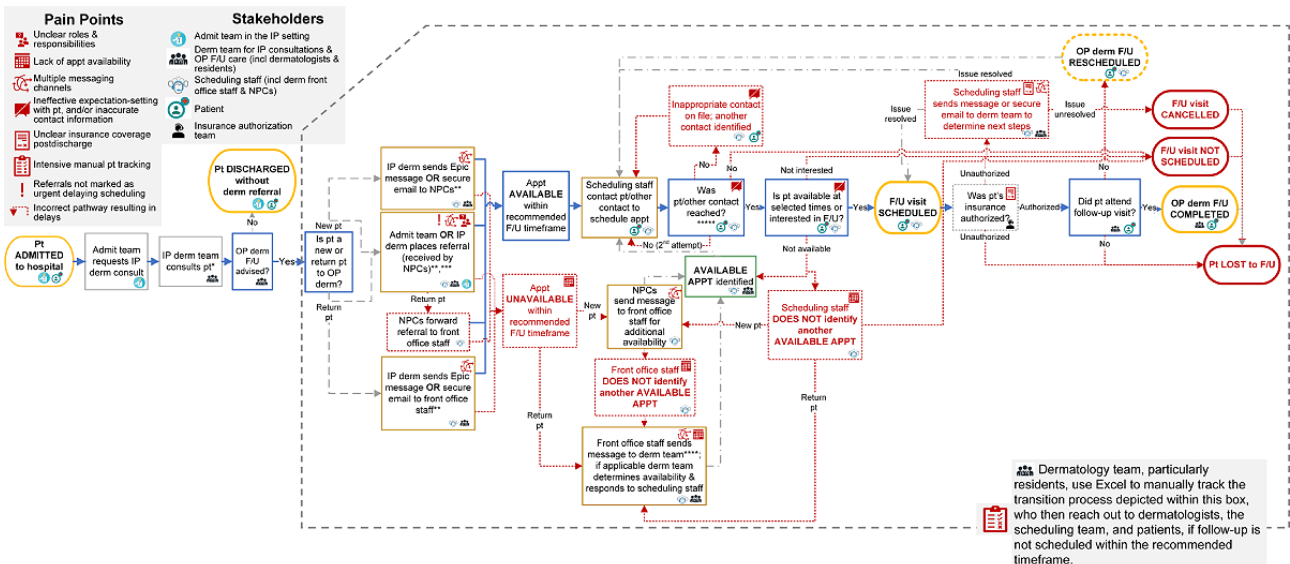 Pain Points
Unclear roles &
responsibilities
Lack of appt availability
Multiple messaging
channels
Ineffective expectation-setting
with pt. and/or inaccurate
contact information
Unclear insurance coverage
postdischarge
Intensive manual pt tracking
Referrals not marked as
urgent delaying scheduling
Incorrect pathway resulting in
delays
Stakeholders
Admit team in the IP setting
Derm team for IP consultations &
OP F/U care (incl dermatologists &
residents)
Scheduling staff (incl derm front
office staff & NPCs)
Patient
Insurance authorization
team
Pt DISCHARGED
without
derm referral
No
Pt
ADMITTED
to hospital
Admit team
requests IP
derm consult
IP derm team
consults pt*
OP derm
F/U
advised?
Yes
Is pt a
new or
return pt
to OP
derm?
New pt
Return
pt
IP derm sends Epic
message OR secure
email to NPCs**
Admit team OR IP
derm places referral
(received by
NPCs)**,***
Return pt
NPCs forward
referral to front
office staff
IP derm sends Epic
message OR secure
email to front office
staff**
Appt
AVAILABLE
within
recommended
F/U timeframe
Appt
UNAVAILABLE
within
recommended
F/U timeframe
New
pt
Return
pt
Scheduling staff
contact pt/other
contact to
schedule appt
Inappropriate contact
on file; another
contact identified
No
No
Was
pt/other contact
reached?
*****
Yes
No (2nd attempt)
Not interested
Is pt available at
selected times or
interested in F/U?
Yes
Not available
AVAILABLE
APPT identified
NPCs
send message to
front office
staff for
additional
availability
New pt
Scheduling staff
DOES NOT identify
another
AVAILABLE APPT
Return
pt
Front office staff
DOES NOT identify
another AVAILABLE
APPT
Front office staff sends
message to derm team****;
if applicable derm team
determines availability &
responds to scheduling staff
F/U visit
SCHEDULED
Issue
resolved
Issue resolved
Scheduling staff
sends message or secure
email to derm team to
determine next steps
Issue
unresolved
Unauthorized
Was pt's
insurance
authorized?
Authorized
Unauthorized
OP derm F/U
RESCHEDULED
No
Did pt attend
follow-up visit?
Yes
No
F/U visit
CANCELLED
F/U visit NOT
SCHEDULED
OP derm F/U
COMPLETED
Pt LOST to F/U
Dermatology team, particularly
residents, use Excel to manually track the
transition process depicted within this box,
who then reach out to dermatologists, the
scheduling team, and patients, if follow-up is
not scheduled within the recommended
timeframe.